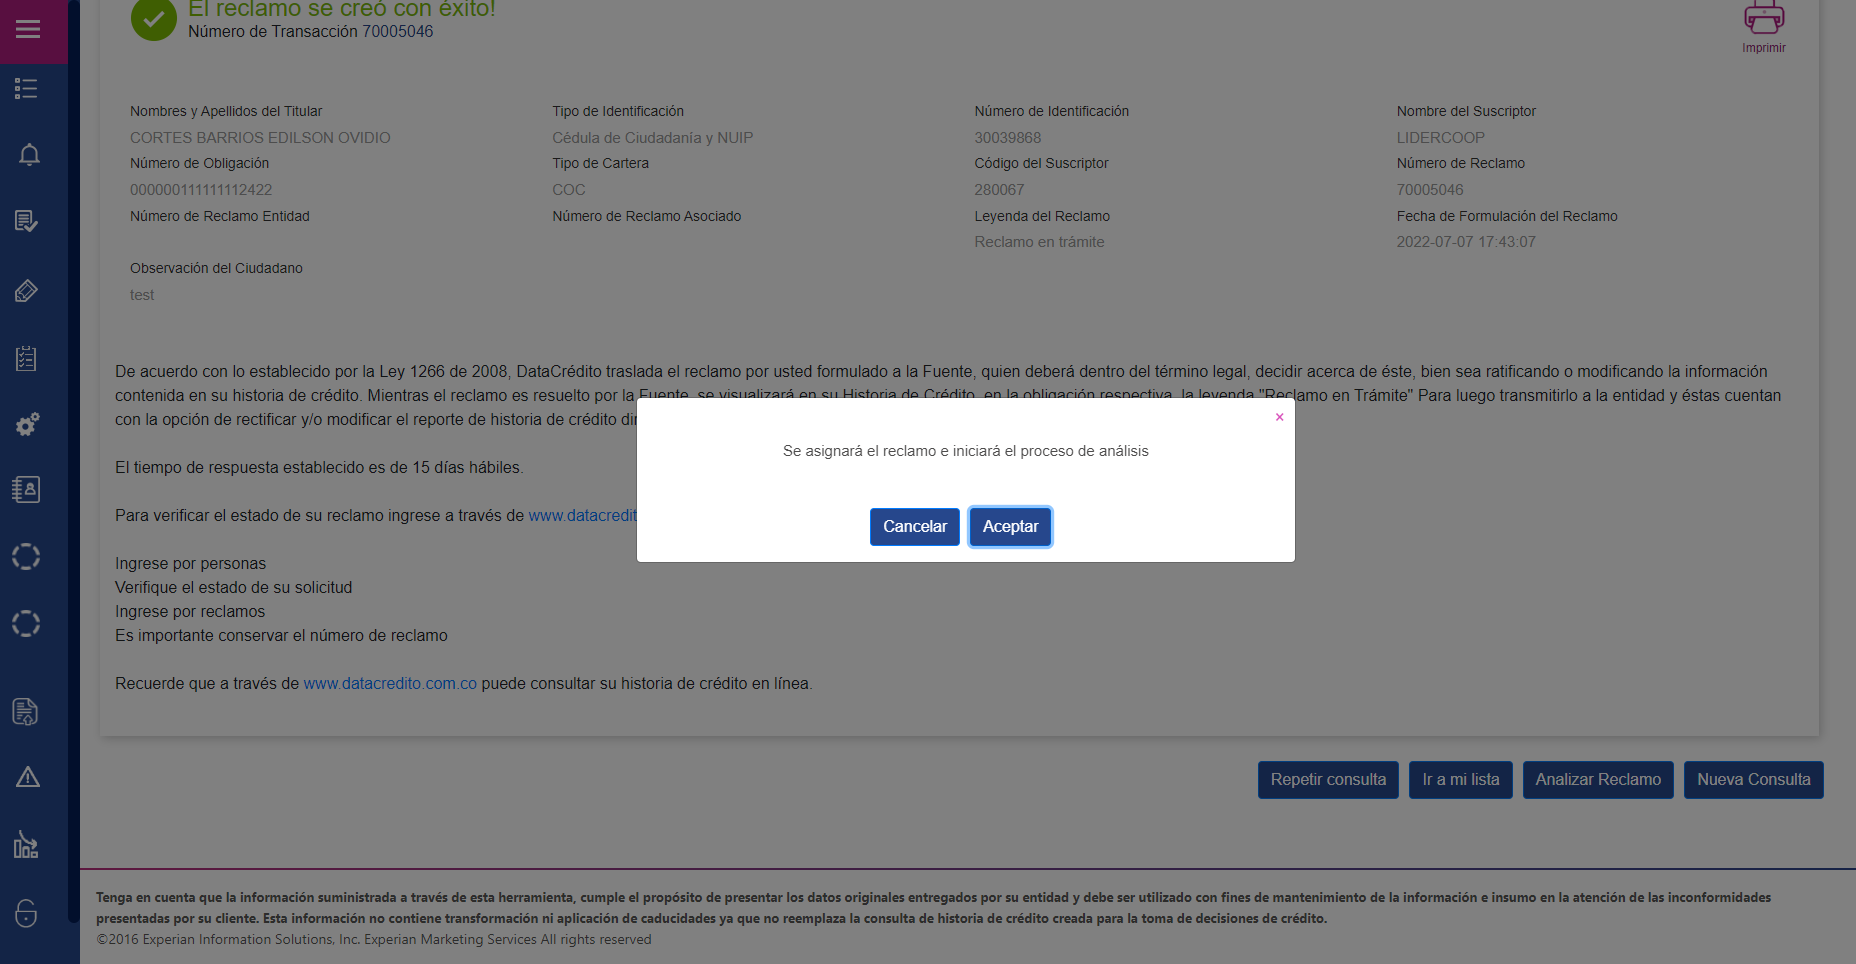 El reclamo se creó con éxito!
Número de Transacción 70005046
Imprimir
Nombres y Apellidos del Titular
Tipo de Identificación
Número de Identificación
Nombre del Suscriptor
CORTES BARRIOS EDILSON OVIDIO
Cédula de Ciudadanía y NUIP
30039868
LIDERCOOP
Número de Obligación
Tipo de Cartera
Código del Suscriptor
Número de Reclamo
000000111111112422
COC
280067
70005046
Número de Reclamo Entidad
Número de Reclamo Asociado
Leyenda del Reclamo
Fecha de Formulación del Reclamo
Reclamo en trámite
2022-07-07 17:43:07
Observación del Ciudadano
test
De acuerdo con lo establecido por la Ley 1266 de 2008, DataCrédito traslada el reclamo por usted formulado a la Fuente, quien deberá dentro del término legal, decidir acerca de éste, bien sea ratificando o modificando la información
contenida en su historia de crédito. Mientras el reclamo es resuelto por la Fuente, se visualizará en su Historia de Crédito, en la obligación respectiva, la leyenda "Reclamo en Trámite" Para luego transmitirlo a la entidad y éstas cuentan
con la opción de rectificar y/o modificar el reporte de historia de crédito
El tiempo de respuesta establecido es de 15 días hábiles.
Para verificar el estado de su reclamo ingrese a través de www.datacredit
Ingrese por personas
Verifique el estado de su solicitud
Ingrese por reclamos
Es importante conservar el número de reclamo
Recuerde que a través de www.datacredito.com.co puede consultar su historia de crédito en línea.
×
Se asignará el reclamo e iniciará el proceso de análisis
Cancelar
Aceptar
Repetir consulta
Ir a mi lista
Analizar Reclamo
Nueva Consulta
Tenga en cuenta que la información suministrada a través de esta herramienta, cumple el propósito de presentar los datos originales entregados por su entidad y debe ser utilizado con fines de mantenimiento de la información e insumo en la atención de las inconformidades
presentadas por su cliente. Esta información no contiene transformación ni aplicación de caducidades ya que no reemplaza la consulta de historia de crédito creada para la toma de decisiones de crédito.
©2016 Experian Information Solutions, Inc. Experian Marketing Services All rights reserved